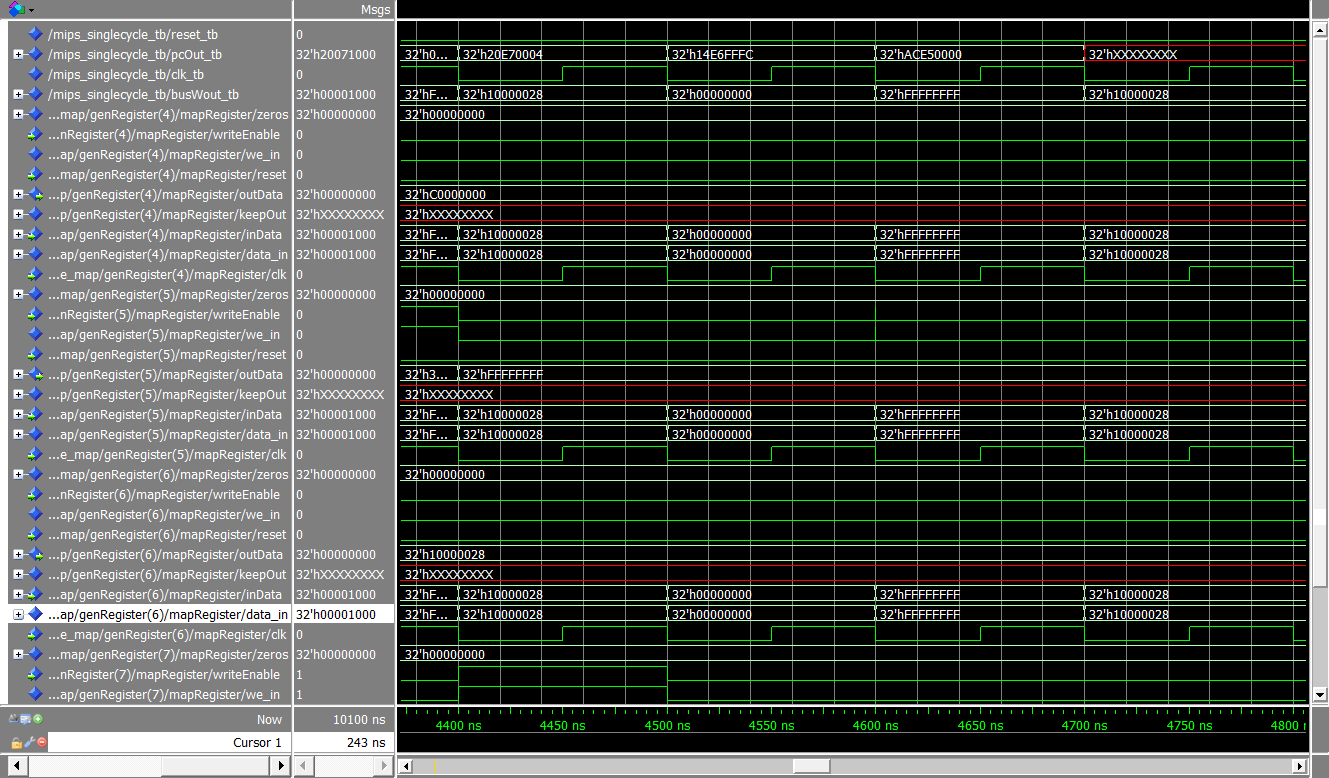 Msgs
/mips_singlecycle_tb/reset_tb 0
/mips_singlecycle_tb/pcOut_tb 32'h20071000 32'h0... 32'h20E70004 32'h14E6FFFC 32'hACE50000 32'hXXXXXXXX
/mips_singlecycle_tb/clk_tb 0
/mips_singlecycle_tb/busWout_tb 32'h00001000 32'hF... 32'h10000028 32'h00000000 32'hFFFFFFFF 32'h10000028
...map/genRegister(4)/mapRegister/zeros 32'h00000000 32'h00000000
...nRegister(4)/mapRegister/writeEnable 0
...ap/genRegister(4)/mapRegister/we_in 0
...map/genRegister(4)/mapRegister/reset 0
...p/genRegister(4)/mapRegister/outData 32'h00000000 32'hC0000000
...p/genRegister(4)/mapRegister/keepOut 32'hXXXXXXXX 32'hXXXXXXXX
...ap/genRegister(4)/mapRegister/inData 32'h00001000 32'hF... 32'h10000028 32'h00000000 32'hFFFFFFFF 32'h10000028
...ap/genRegister(4)/mapRegister/data_in 32'h00001000 32'hF... 32'h10000028 32'h00000000 32'hFFFFFFFF 32'h10000028
...e_map/genRegister(4)/mapRegister/clk 0
...map/genRegister(5)/mapRegister/zeros 32'h00000000 32'h00000000
...nRegister(5)/mapRegister/writeEnable 0
...ap/genRegister(5)/mapRegister/we_in 0
...map/genRegister(5)/mapRegister/reset 0
...p/genRegister(5)/mapRegister/outData 32'h00000000 32'h3... 32'hFFFFFFFF
...p/genRegister(5)/mapRegister/keepOut 32'hXXXXXXXX 32'hXXXXXXXX
...ap/genRegister(5)/mapRegister/inData 32'h00001000 32'hF... 32'h10000028 32'h00000000 32'hFFFFFFFF 32'h10000028
...ap/genRegister(5)/mapRegister/data_in 32'h00001000 32'hF... 32'h10000028 32'h00000000 32'hFFFFFFFF 32'h10000028
...e_map/genRegister(5)/mapRegister/clk 0
...map/genRegister(6)/mapRegister/zeros 32'h00000000 32'h00000000
...nRegister(6)/mapRegister/writeEnable 0
...ap/genRegister(6)/mapRegister/we_in 0
...map/genRegister(6)/mapRegister/reset 0
...p/genRegister(6)/mapRegister/outData 32'h00000000 32'h10000028
...p/genRegister(6)/mapRegister/keepOut 32'hXXXXXXXX 32'hXXXXXXXX
...ap/genRegister(6)/mapRegister/inData 32'h00001000 32'hF... 32'h10000028 32'h00000000 32'hFFFFFFFF 32'h10000028
...ap/genRegister(6)/mapRegister/data_in 32'h00001000 32'hF... 32'h10000028 32'h00000000 32'hFFFFFFFF 32'h10000028
...e_map/genRegister(6)/mapRegister/clk 0
...map/genRegister(7)/mapRegister/zeros 32'h00000000 32'h00000000
...nRegister(7)/mapRegister/writeEnable 1
...ap/genRegister(7)/mapRegister/we_in 1
Now 10100 ns 4400 ns 4450 ns 4500 ns 4550 ns 4600 ns 4650 ns 4700 ns 4750 ns 4800
Cursor 1 243 ns